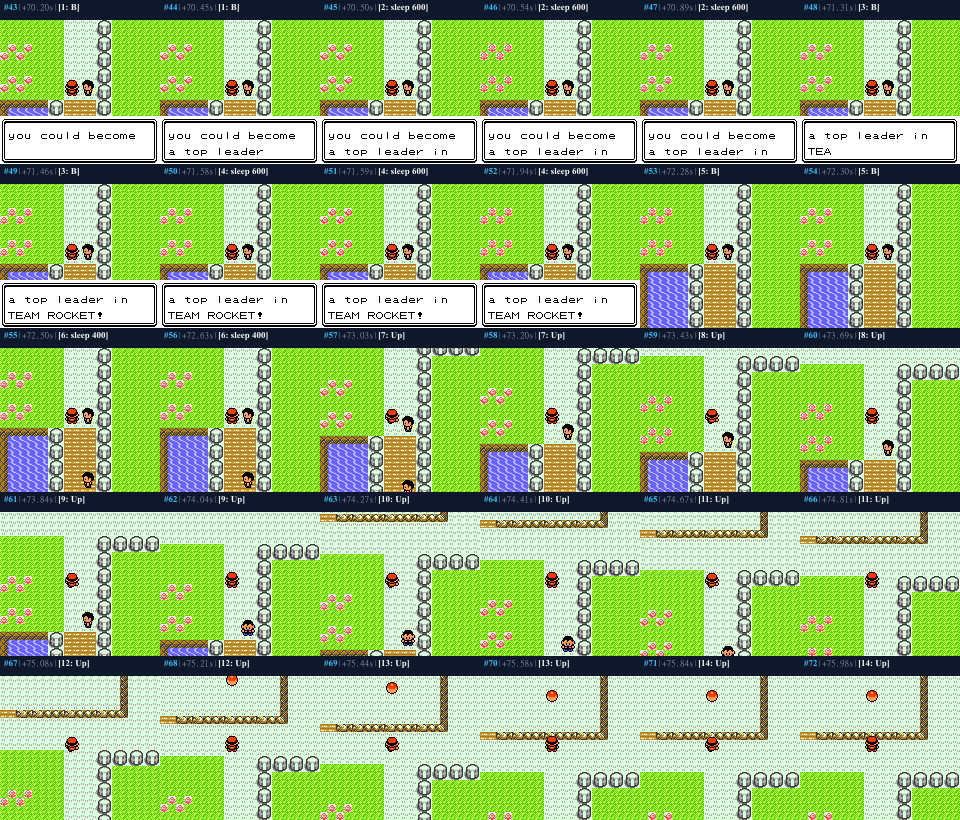 #43|+70.20s|[1: B]
#44|+70.45s|[1: B]
#45|+70.50s|[2: sleep 600]
#46|+70.54s|[2: sleep 600]
#47|+70.89s|[2: sleep 600]
#48|+71.31s|[3: B]
you could become
you could become
a top leader
you could become
a top leader in
you could become
a top leader in
you could become
a top leader in
a top leader in
TEA
#49|+71.46s|[3: B]
#50|+71.58s|[4: sleep 600]
#51|+71.59s|[4: sleep 600]
#52|+71.94s|[4: sleep 600]
#53|+72.28s|[5: B]
#54|+72.30s|[5: B]
a top leader in
TEAM ROCKET!
a top leader in
TEAM ROCKET!
a top leader in
TEAM ROCKET!
a top leader in
TEAM ROCKET!
#55|+72.50s|[6: sleep 400]
#56|+72.63s|[6: sleep 400]
#57|+73.03s|[7: Up]
#58|+73.20s|[7: Up]
#59|+73.43s|[8: Up]
#60|+73.69s|[8: Up]
#61|+73.84s|[9: Up]
#62|+74.04s|[9: Up]
#63|+74.27s|[10: Up]
#64|+74.41s|[10: Up]
#65|+74.67s|[11: Up]
#66|+74.81s|[11: Up]
#67|+75.08s|[12: Up]
#68|+75.21s|[12: Up]
#69|+75.44s|[13: Up]
#70|+75.58s|[13: Up]
#71|+75.84s|[14: Up]
#72|+75.98s|[14: Up]